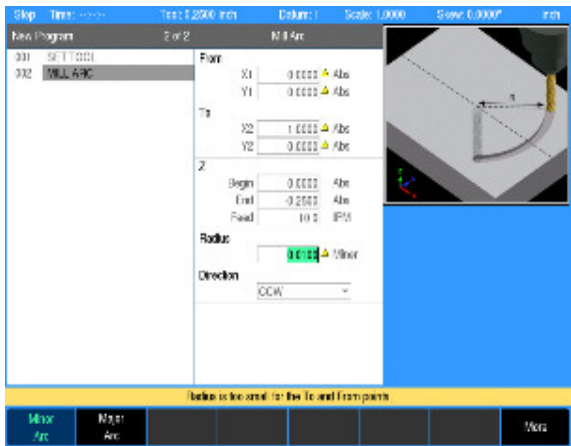 Stop Time: --:--:-- Tool: 0.2500 inch Datum: 1 Scale: 1.0000 Skew: 0.0000° inch
New Program 2 of 2 Mill Arc
001 SET TOOL
002 MILL ARC
From
X1 0.0000 Abs
Y1 0.0000 Abs
To
X2 1.0000 Abs
Y2 0.0000 Abs
Z
Begin 0.0000 Abs
End -0.2500 Abs
Feed 10.0 IPM
Radius
0.0100 Minor
Direction
CCW
R
Radius is too small for the To and From points
Minor Arc
Major Arc
More